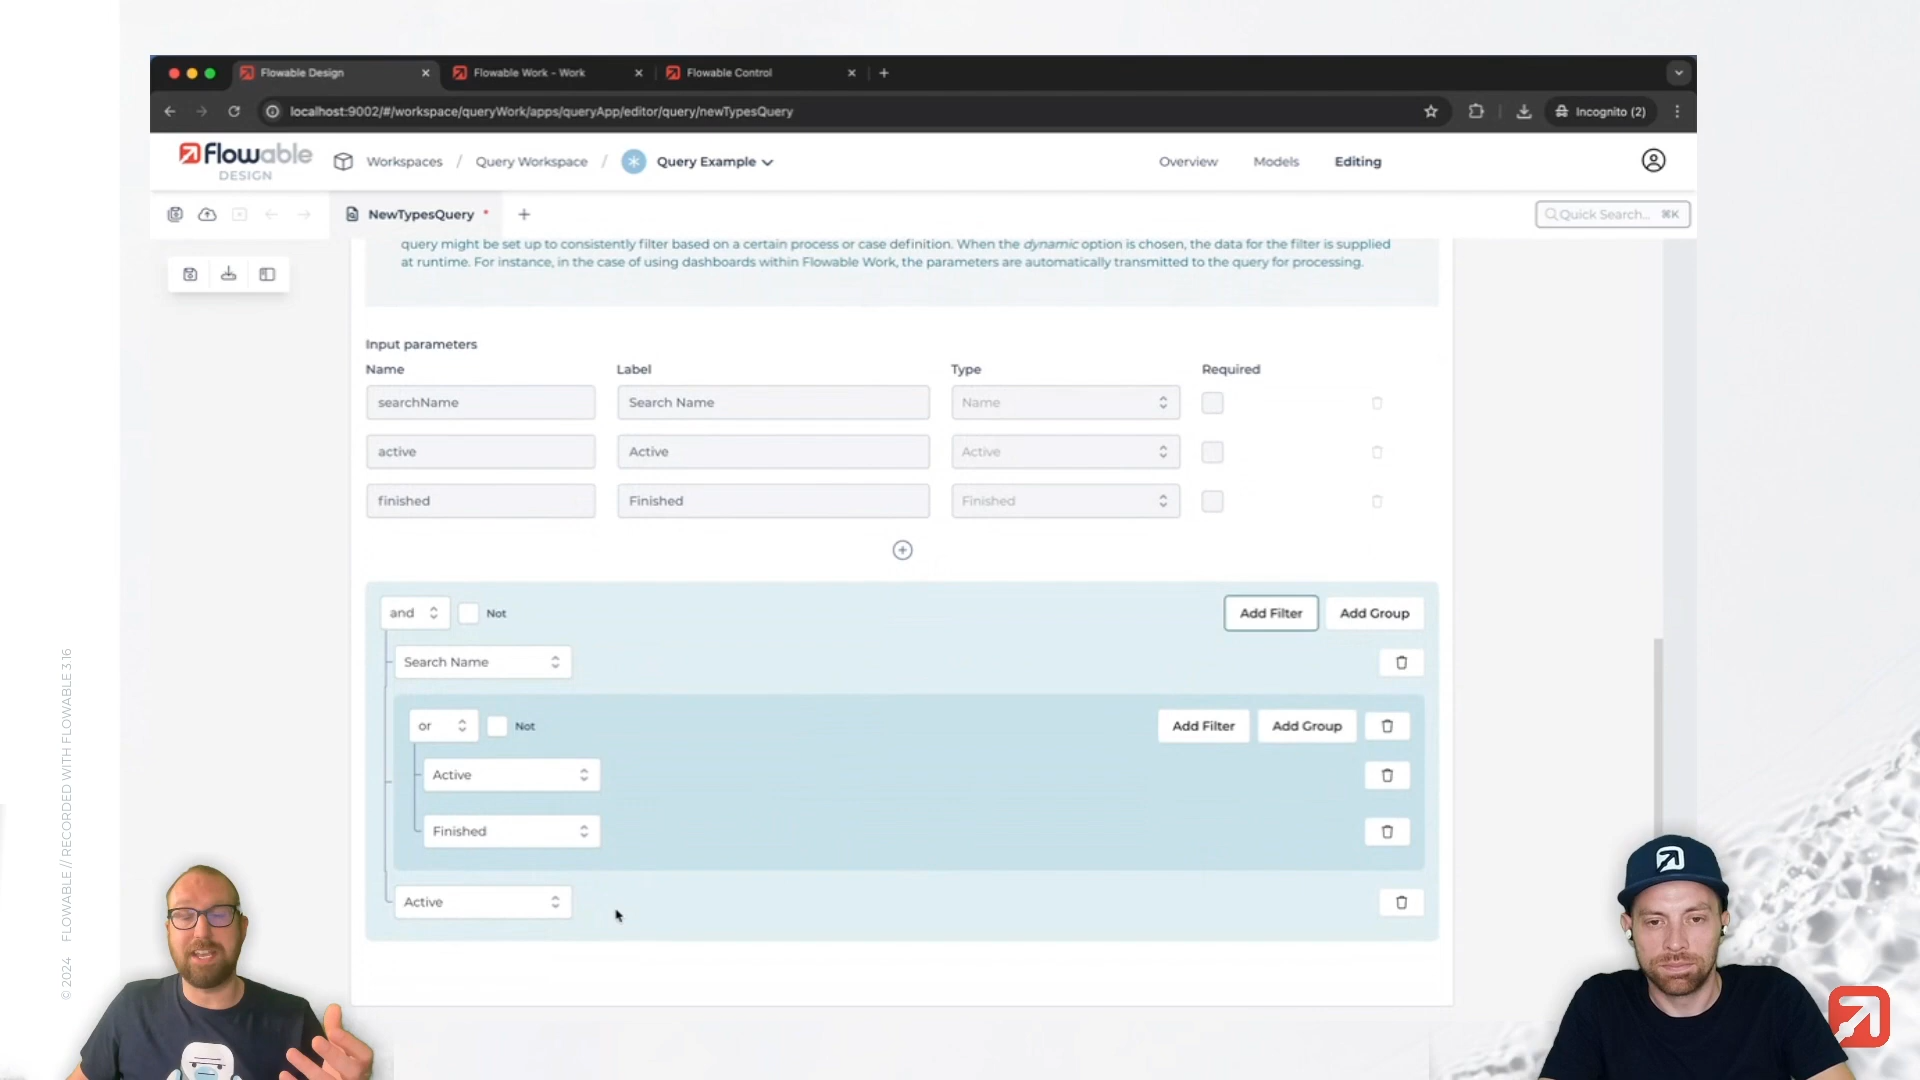 Flowable Design
Flowable Work - Work
Flowable Control
localhost:9002/#/workspace/queryWork/apps/queryApp/editor/query/newTypesQuery
Incognito (2)
flowable
DESIGN
Workspaces / Query Workspace / Query Example
Overview Models Editing
NewTypesQuery *
Quick Search... ⌘K
query might be set up to consistently filter based on a certain process or case definition. When the dynamic option is chosen, the data for the filter is supplied
at runtime. For instance, in the case of using dashboards within Flowable Work, the parameters are automatically transmitted to the query for processing.
Input parameters
Name Label Type Required
searchName Search Name Name
active Active Active
finished Finished Finished
and Not Add Filter Add Group
Search Name
or Not Add Filter Add Group
Active
Finished
Active
© 2024 FLOWABLE // RECORDED WITH FLOWABLE 3.16